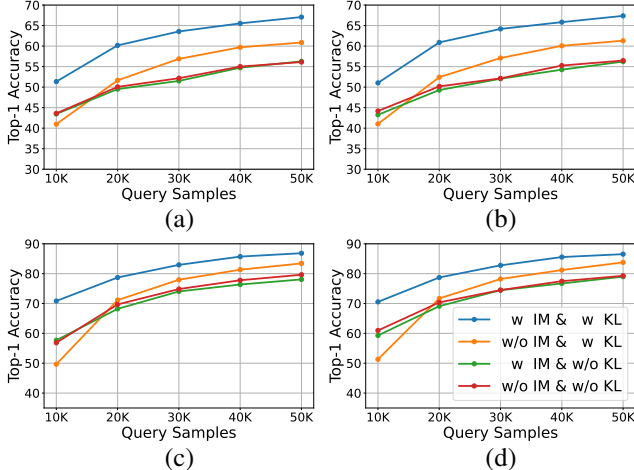 70
65
60
55
50
45
40
35
30
Top-1 Accuracy
10K 20K 30K 40K 50K
Query Samples
(a)
70
65
60
55
50
45
40
35
30
Top-1 Accuracy
10K 20K 30K 40K 50K
Query Samples
(b)
90
80
70
60
50
40
Top-1 Accuracy
10K 20K 30K 40K 50K
Query Samples
(c)
90
80
70
60
50
40
Top-1 Accuracy
w IM & w KL
w/o IM & w KL
w IM & w/o KL
w/o IM & w/o KL
10K 20K 30K 40K 50K
Query Samples
(d)